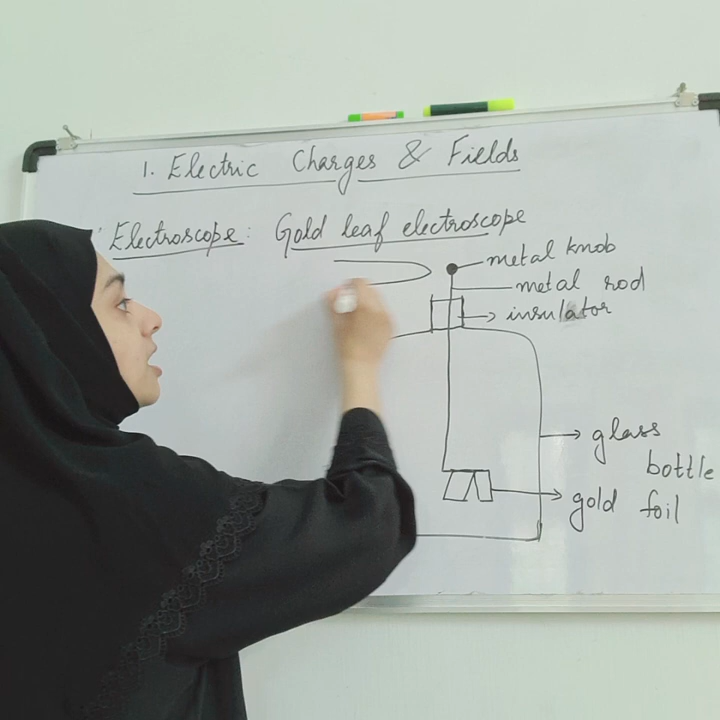 1. Electric Charges & Fields
Electroscope: Gold leaf electroscope
metal knob
metal rod
insulator
glass
bottle
gold foil